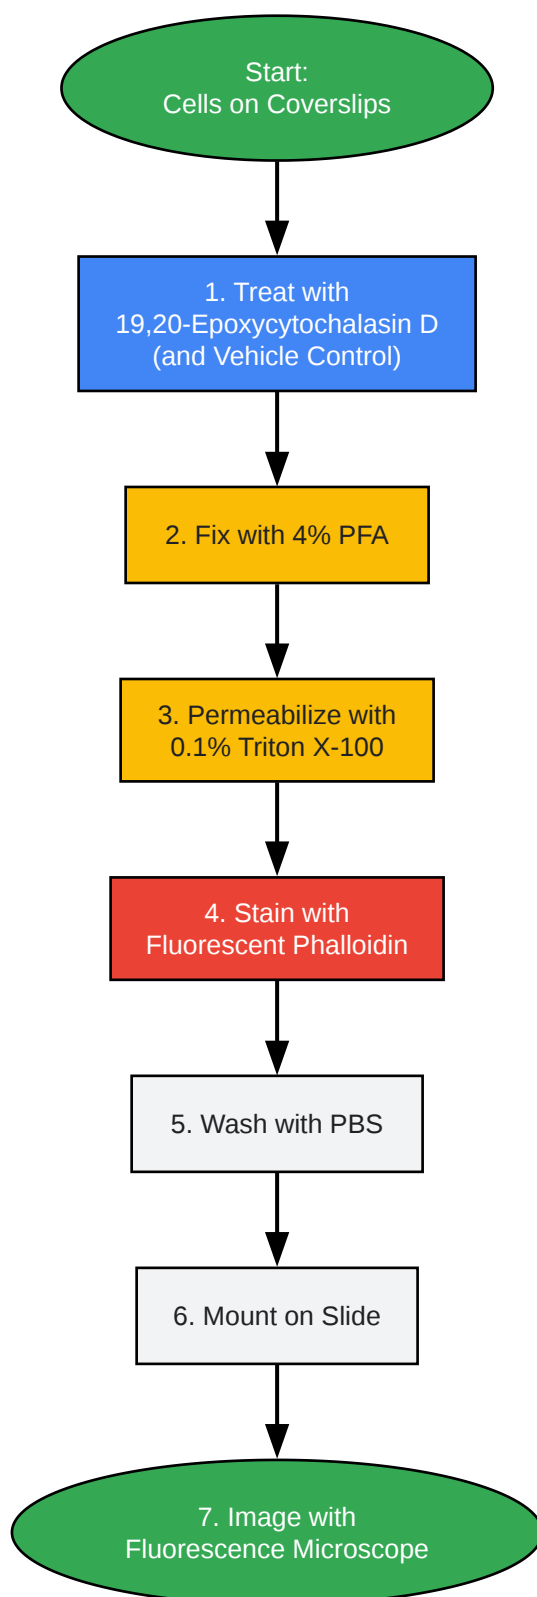 Start:
Cells on Coverslips
1. Treat with
19,20-Epoxycytochalasin D
(and Vehicle Control)
2. Fix with 4% PFA
3. Permeabilize with
0.1% Triton X-100
4. Stain with
Fluorescent Phalloidin
5. Wash with PBS
6. Mount on Slide
7. Image with
Fluorescence Microscope